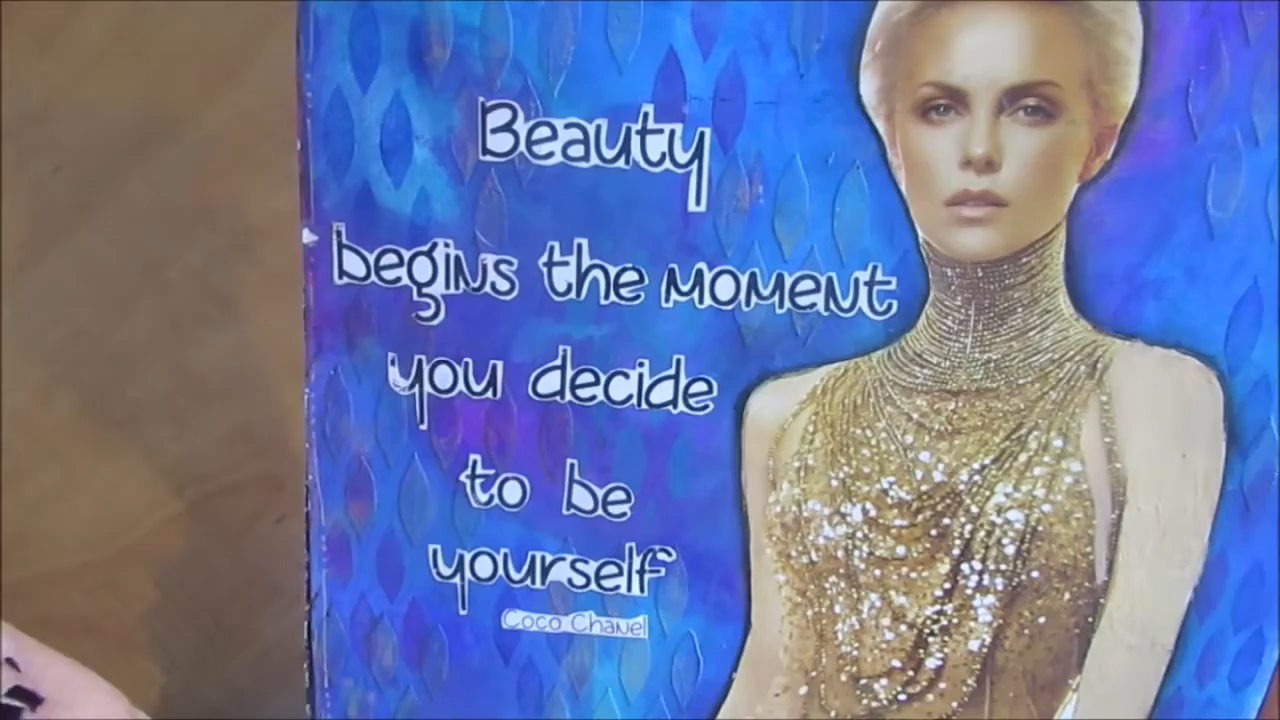 Beauty
begins the MOMENT
you decide
to be
yourself
Coco Chanel